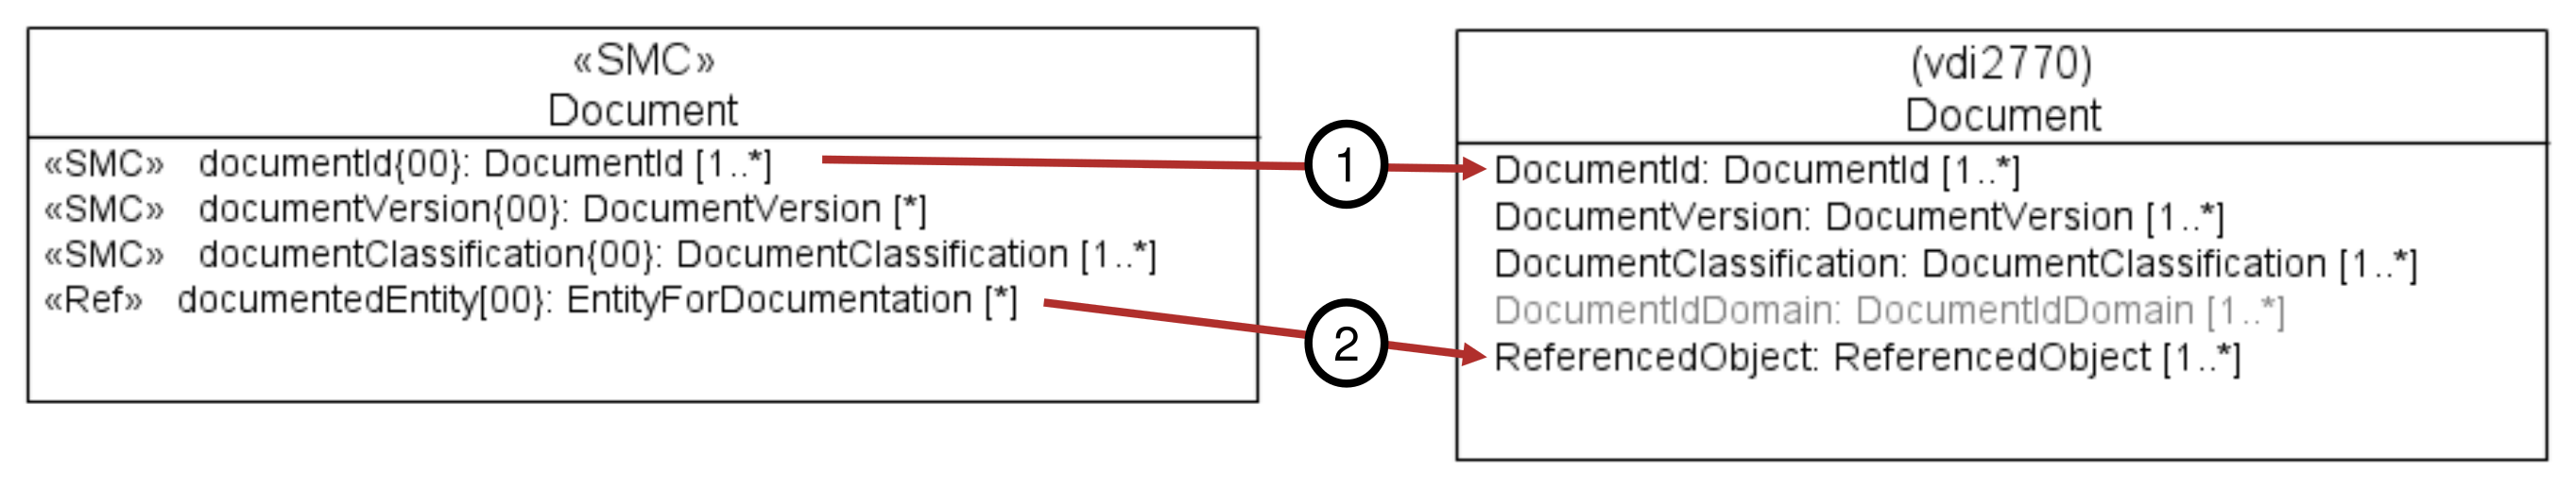 «SMC»
Document
«SMC» documentId{00}: DocumentId [1..*]
«SMC» documentVersion{00}: DocumentVersion [*]
«SMC» documentClassification{00}: DocumentClassification [1..*]
«Ref» documentedEntity[00}: EntityForDocumentation [*]
1
2
(vdi2770)
Document
DocumentId: DocumentId [1..*]
DocumentVersion: DocumentVersion [1..*]
DocumentClassification: DocumentClassification [1..*]
DocumentIdDomain: DocumentIdDomain [1..*]
ReferencedObject: ReferencedObject [1..*]